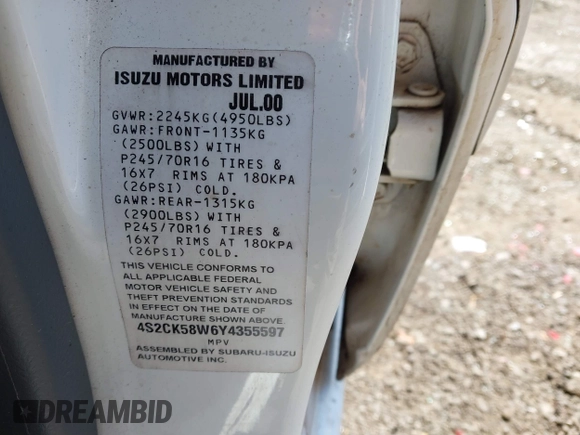 MANUFACTURED BY
ISUZU MOTORS LIMITED
JUL.00
GVWR:2245KG(4950LBS)
GAWR:FRONT-1135KG
(2500LBS) WITH
P245/70R16 TIRES &
16X7 RIMS AT 180KPA
(26PSI) COLD.
GAWR:REAR-1315KG
(2900LBS) WITH
P245/70R16 TIRES &
16X7 RIMS AT 180KPA
(26PSI) COLD.
THIS VEHICLE CONFORMS TO
ALL APPLICABLE FEDERAL
MOTOR VEHICLE SAFETY AND
THEFT PREVENTION STANDARDS
IN EFFECT ON THE DATE OF
MANUFACTURE SHOWN ABOVE.
4S2CK58W6Y4355597
MPV
ASSEMBLED BY SUBARU-ISUZU
AUTOMOTIVE INC.
DREAMBID